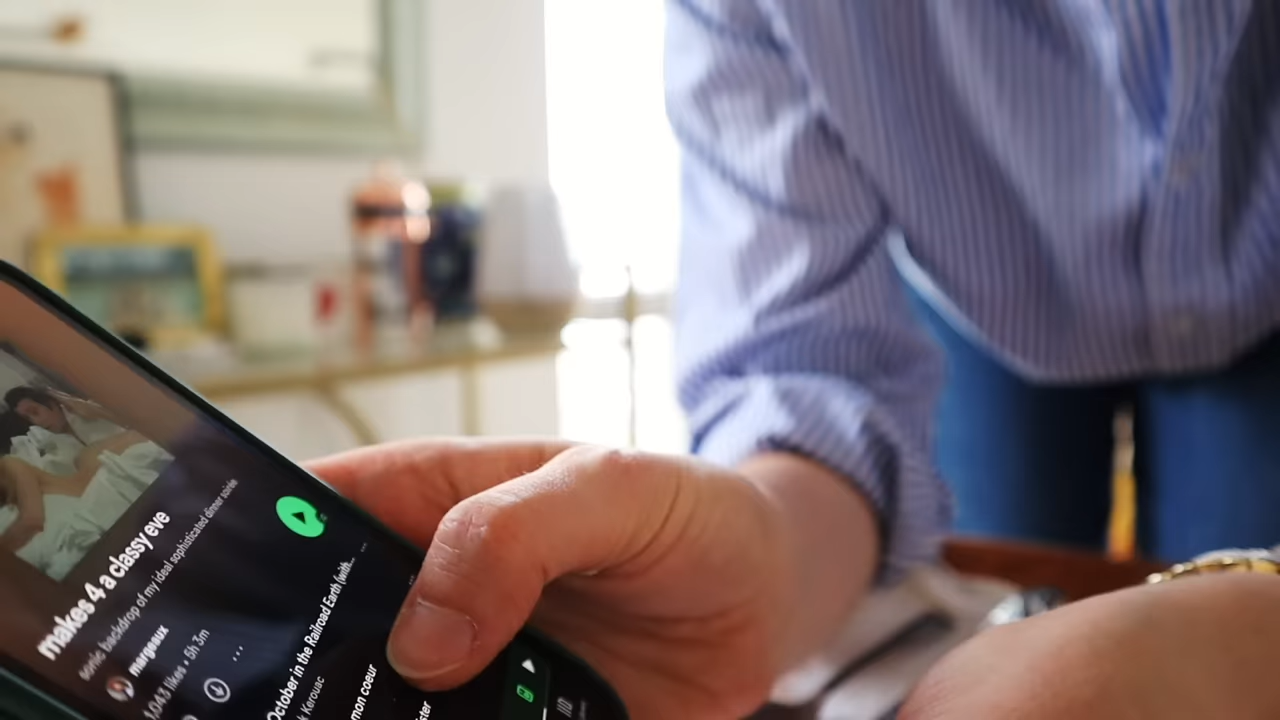 makes 4 a classy eve
sonic backdrop of my ideal sophisticated dinner soirée
margeaux
1,043 likes • 5h 3m
October in the Railroad Earth (with...
k Kerouac
mon coeur
ister